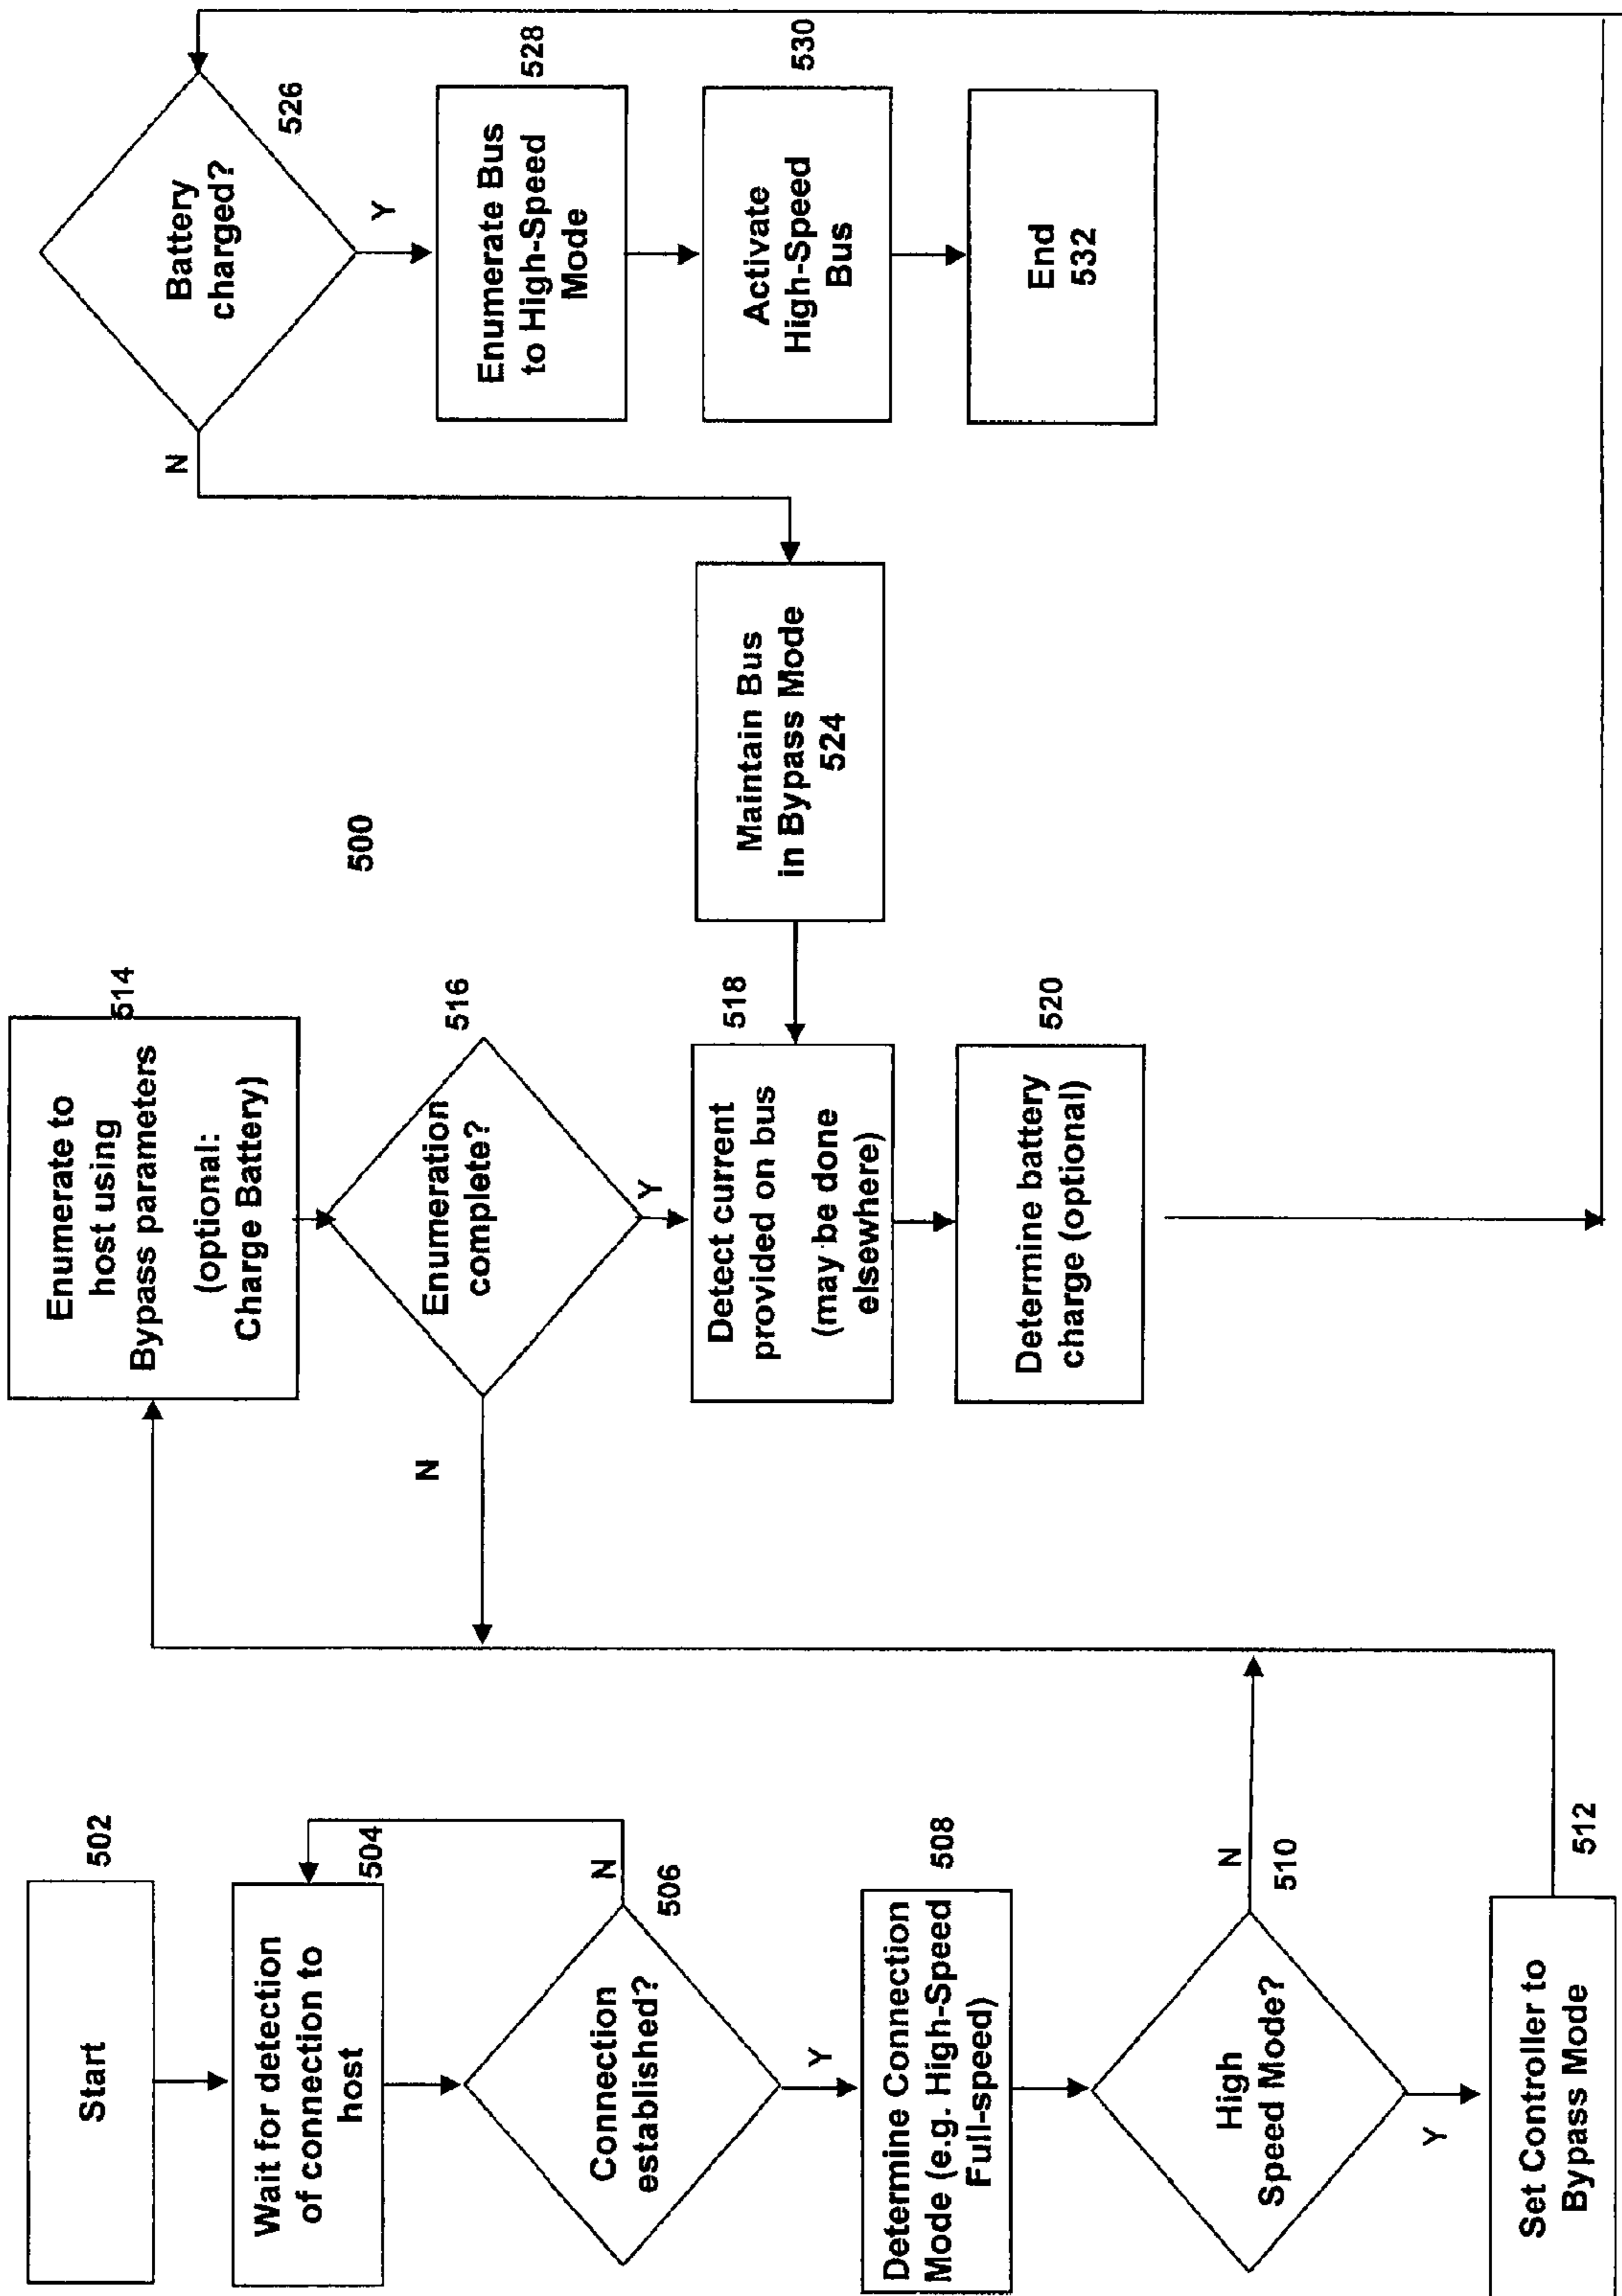 Start
502
Wait for detection
of connection to
host
504
Connection
established?
506
N
Y
Determine Connection
Mode (e.g. High-Speed
Full-speed)
508
High
Speed Mode?
510
N
Y
Set Controller to
Bypass Mode
512
Enumerate to
host using
Bypass parameters
(optional:
Charge Battery)
514
Enumeration
complete?
516
N
Y
Detect current
provided on bus
(may be done
elsewhere)
518
Determine battery
charge (optional)
520
500
Maintain Bus
in Bypass Mode
524
Battery
charged?
526
N
Y
Enumerate Bus
to High-Speed
Mode
528
Activate
High-Speed
Bus
530
End
532